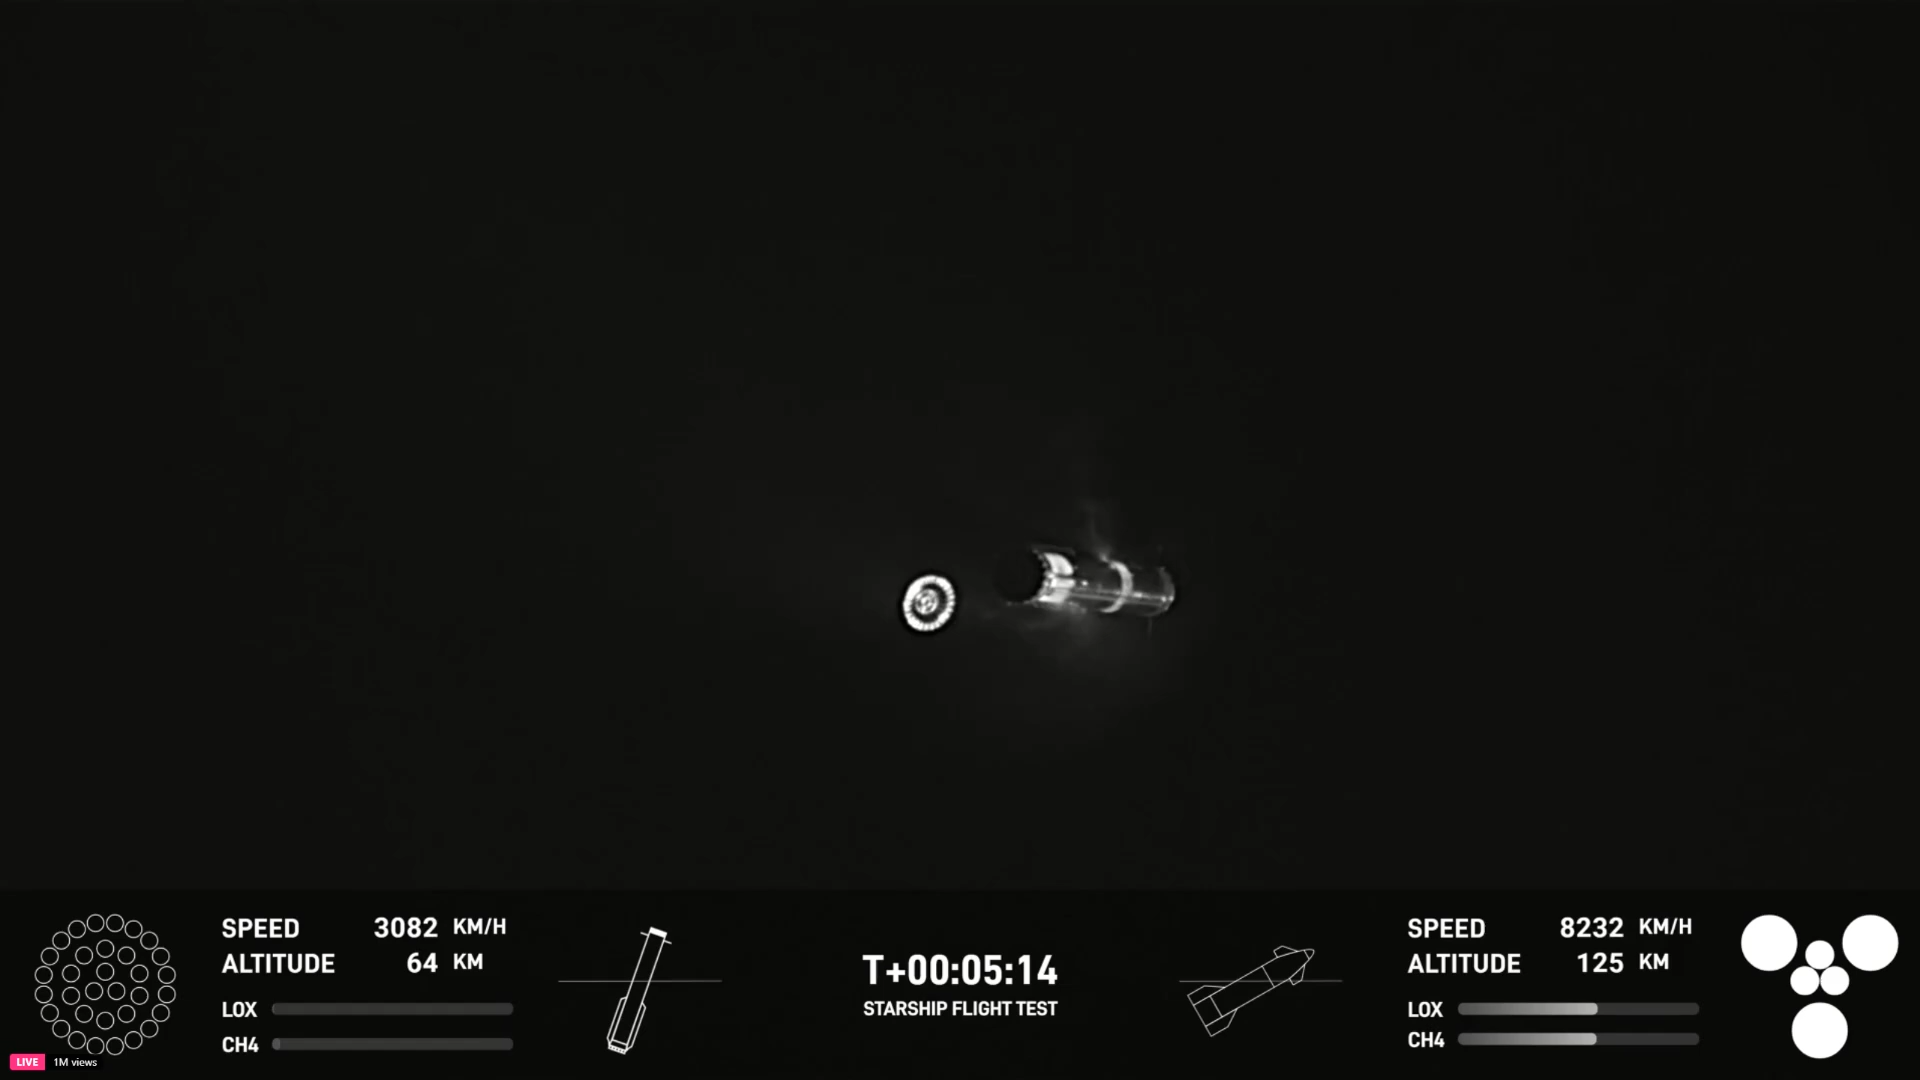 SPEED 3082 KM/H
ALTITUDE 64 KM
LOX
CH4
T+00:05:14
STARSHIP FLIGHT TEST
SPEED 8232 KM/H
ALTITUDE 125 KM
LOX
CH4
LIVE 1M views